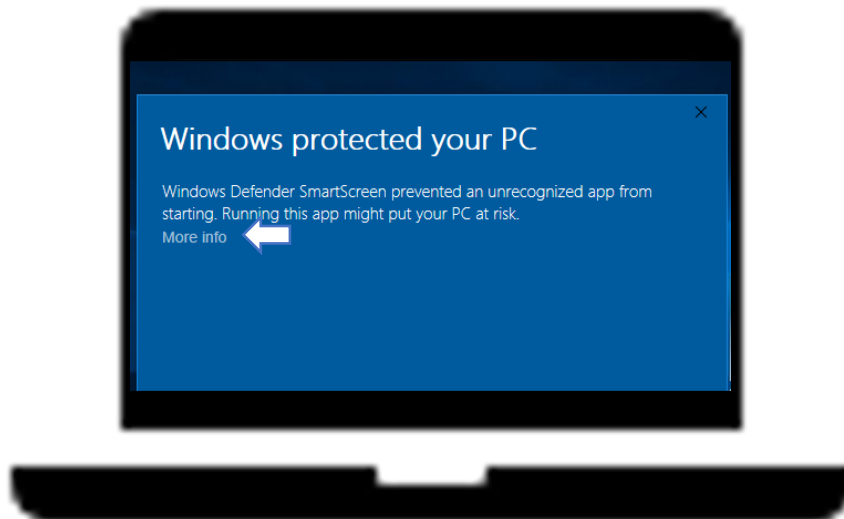 Windows protected your PC
Windows Defender SmartScreen prevented an unrecognized app from
starting. Running this app might put your PC at risk.
More info